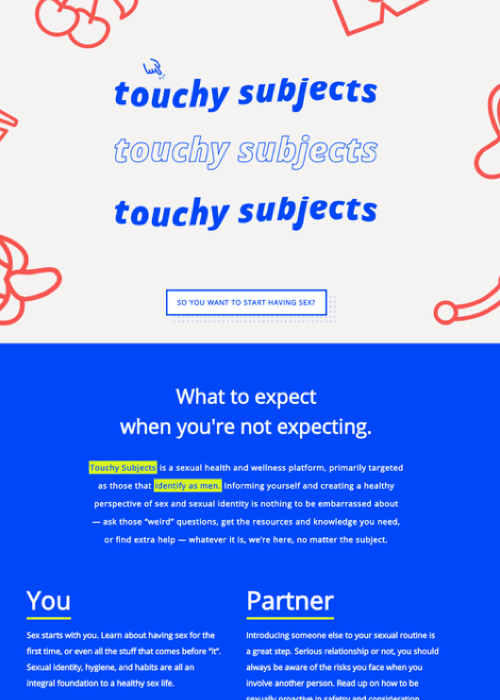 touchy subjects
touchy subjects
touchy subjects
SO YOU WANT TO START HAVING SEX?
What to expect
when you're not expecting.
Touchy Subjects is a sexual health and wellness platform, primarily targeted
as those that identify as men. Informing yourself and creating a healthy
perspective of sex and sexual identity is nothing to be embarrassed about
— ask those “weird” questions, get the resources and knowledge you need,
or find extra help — whatever it is, we’re here, no matter the subject.
You
Sex starts with you. Learn about having sex for the
first time, or even all the stuff that comes before “it”.
Sexual identity, hygiene, and habits are all an
integral foundation to a healthy sex life.
Partner
Introducing someone else to your sexual routine is
a great step. Serious relationship or not, you should
always be aware of the risks you face when you
involve another person. Read up on how to be
sexually proactive in safety and consideration